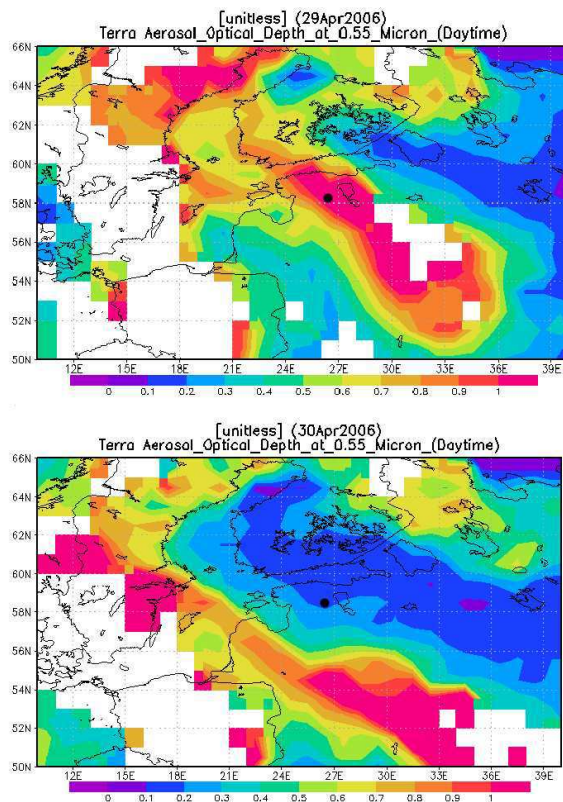 [unitless] (29Apr2006)
Terra Aerosal_Optical_Depth_at_0.55_Micron_(Daytime)
66N
64N
62N
60N
58N
56N
54N
52N
50N
12E 15E 18E 21E 24E 27E 30E 33E 36E 39E
0 0.1 0.2 0.3 0.4 0.5 0.6 0.7 0.8 0.9 1
[unitless] (30Apr2006)
Terra Aerosal_Optical_Depth_at_0.55_Micron_(Daytime)
66N
64N
62N
60N
58N
56N
54N
52N
50N
12E 15E 18E 21E 24E 27E 30E 33E 36E 39E
0 0.1 0.2 0.3 0.4 0.5 0.6 0.7 0.8 0.9 1